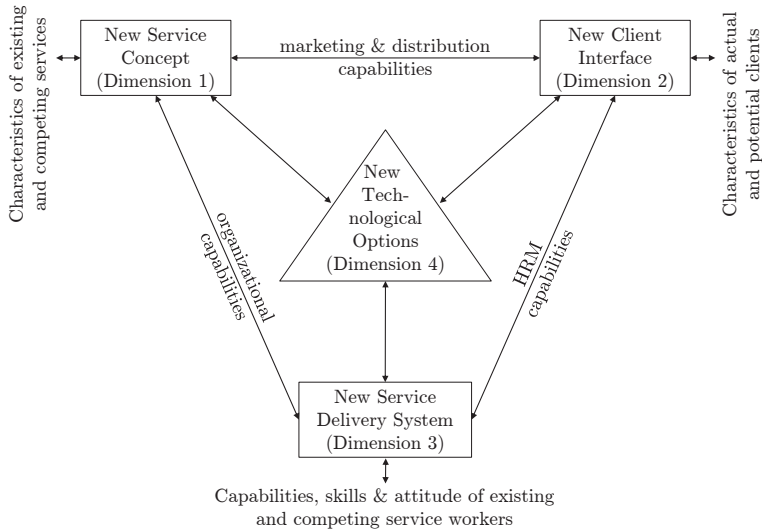 New Service
Concept
(Dimension 1)
marketing & distribution
capabilities
New Client
Interface
(Dimension 2)
Characteristics of existing
and competing services
Characteristics of actual
and potential clients
New
Tech-
nological
Options
(Dimension 4)
organizational
capabilities
HRM
capabilities
New Service
Delivery System
(Dimension 3)
Capabilities, skills & attitude of existing
and competing service workers